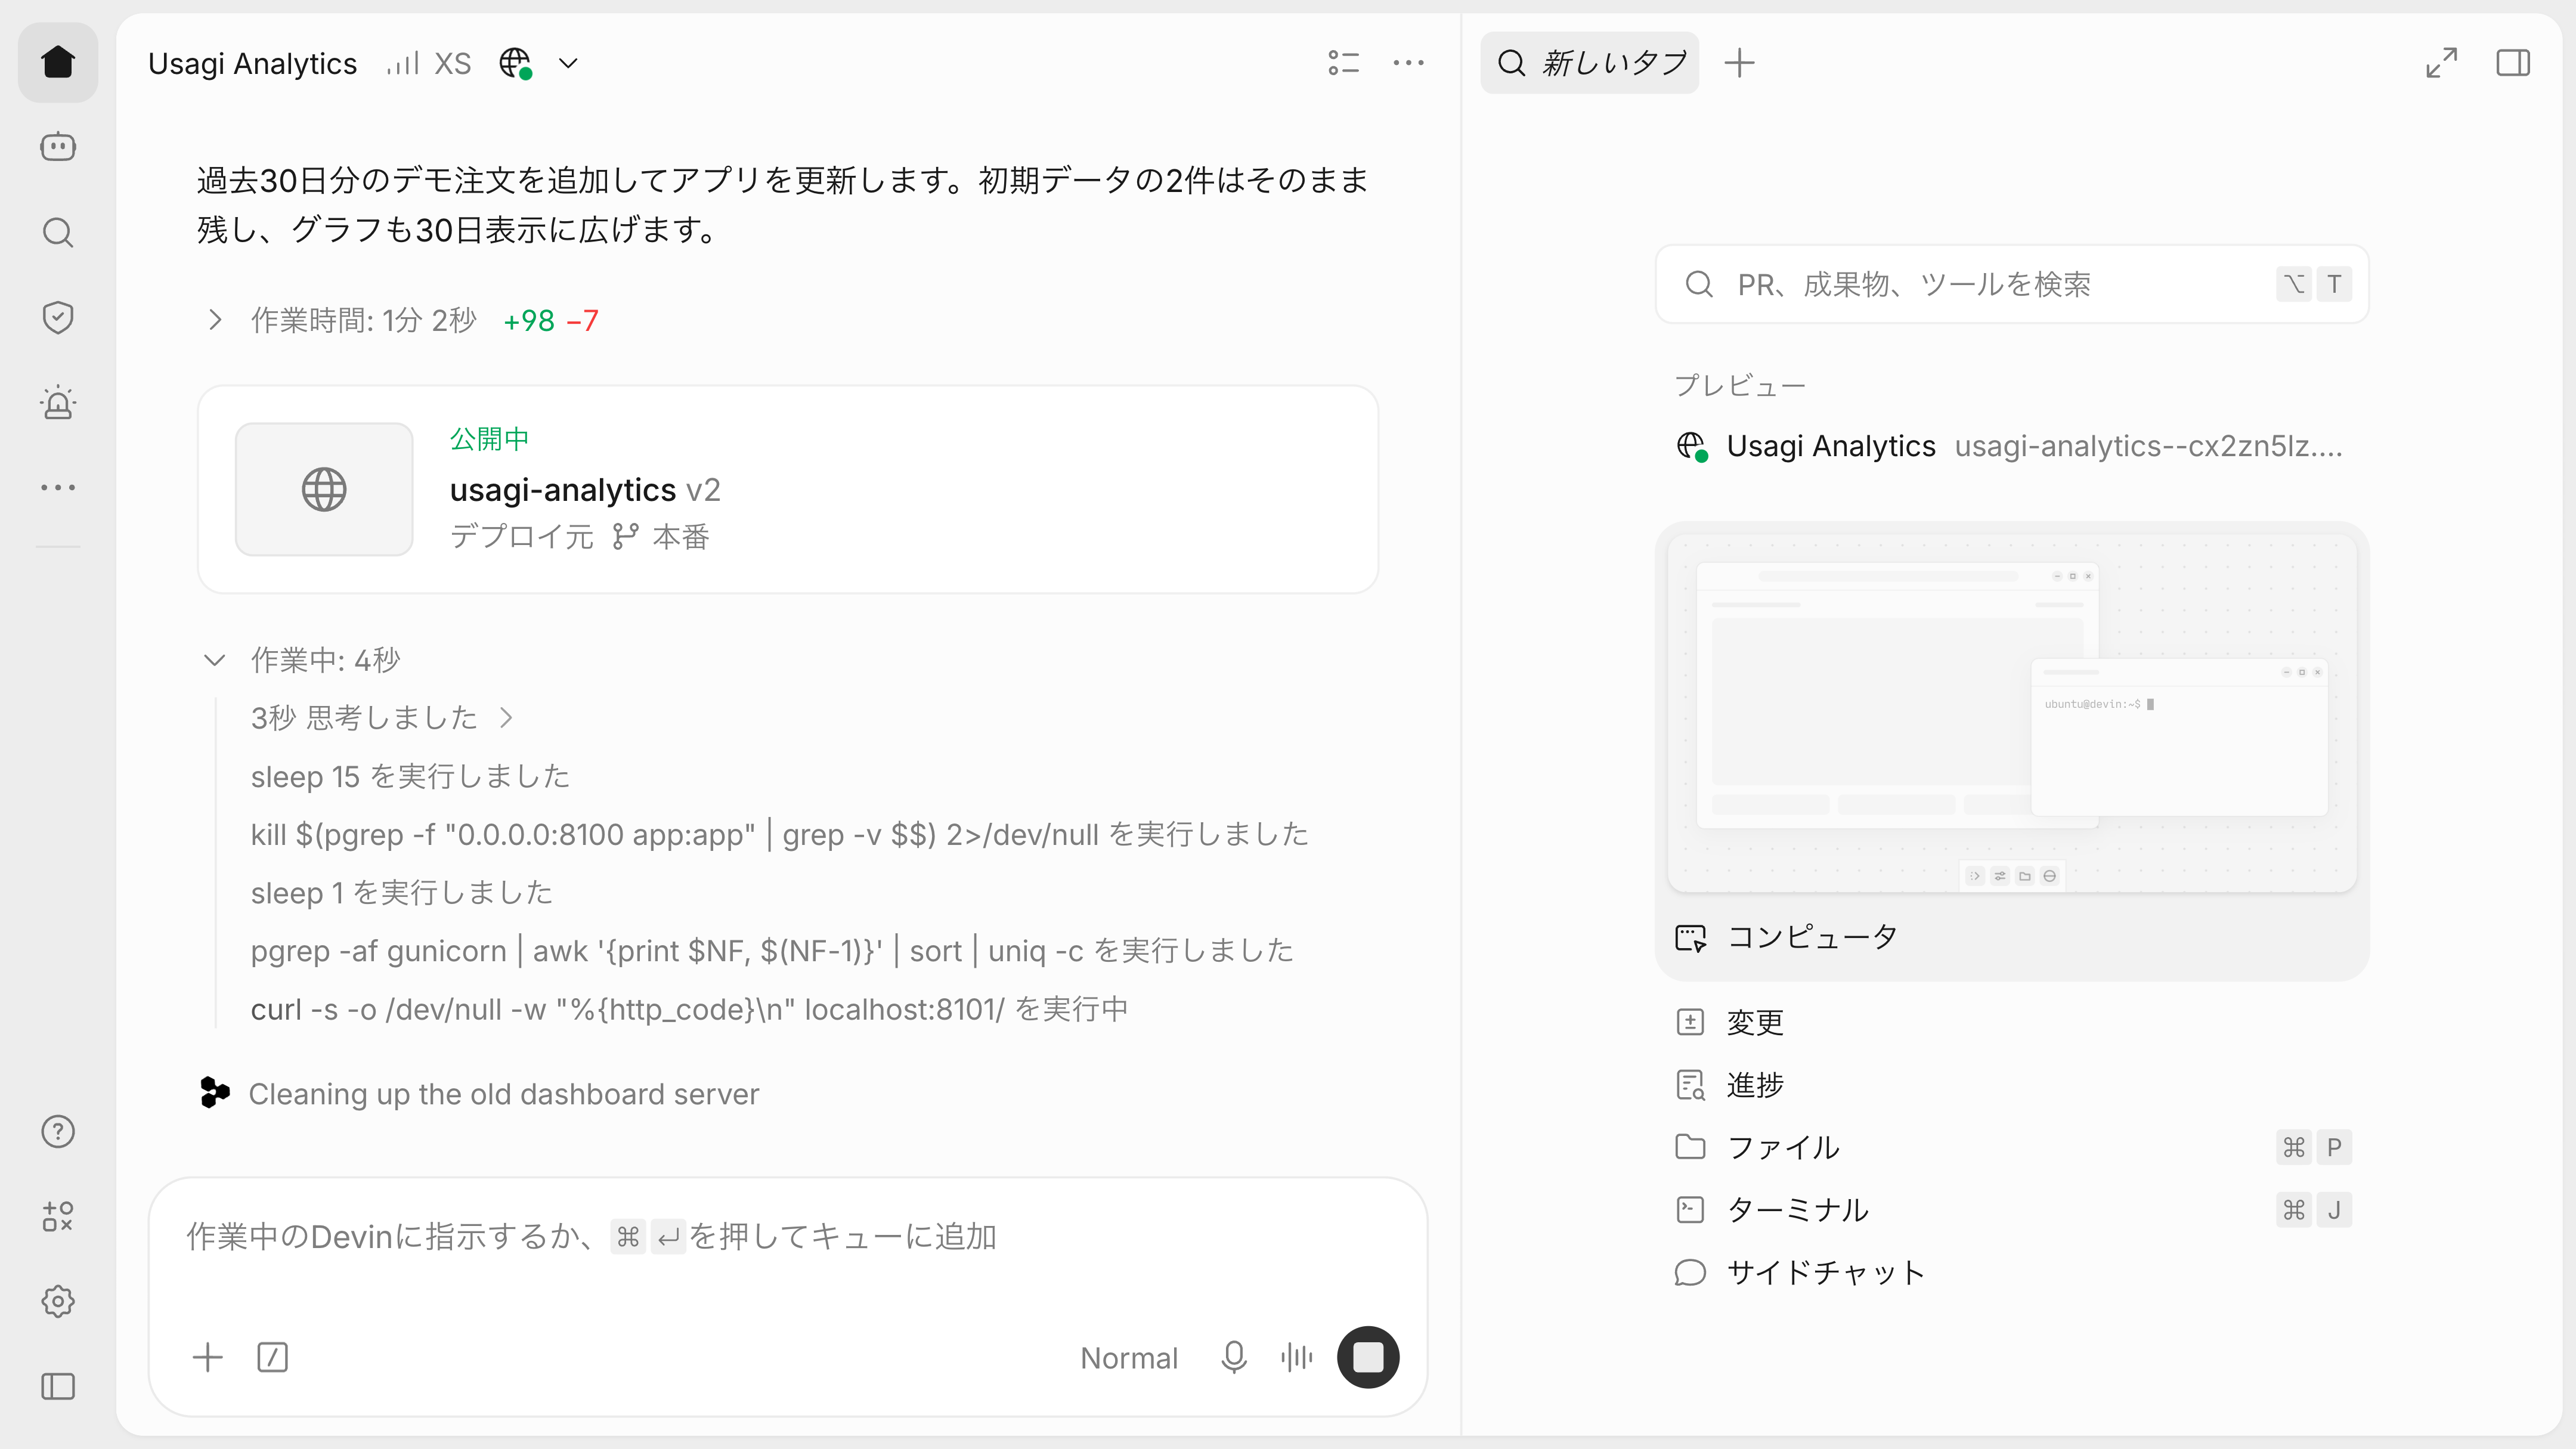 Usagi Analytics XS
過去30日分のデモ注文を追加してアプリを更新します。初期データの2件はそのまま
残し、グラフも30日表示に広げます。
作業時間: 1分 2秒 +98 −7
公開中
usagi-analytics v2
デプロイ元 本番
作業中: 4秒
3秒 思考しました
sleep 15 を実行しました
kill $(pgrep -f "0.0.0.0:8100 app:app" | grep -v $$) 2>/dev/null を実行しました
sleep 1 を実行しました
pgrep -af gunicorn | awk '{print $NF, $(NF-1)}' | sort | uniq -c を実行しました
curl -s -o /dev/null -w "%{http_code}\n" localhost:8101/ を実行中
Cleaning up the old dashboard server
作業中のDevinに指示するか、⌘ ↵ を押してキューに追加
Normal
新しいタブ
PR、成果物、ツールを検索 ⌥ T
プレビュー
Usagi Analytics usagi-analytics--cx2zn5lz....
ubuntu@devin:~$
コンピュータ
変更
進捗
ファイル ⌘ P
ターミナル ⌘ J
サイドチャット